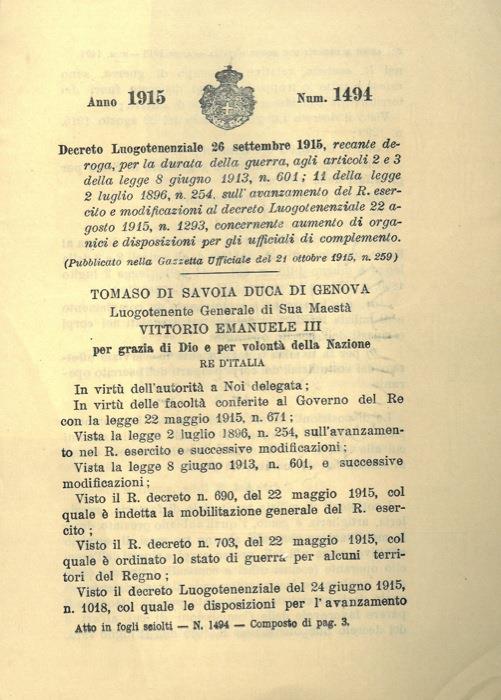 Anno 1915 Num. 1494
Decreto Luogotenenziale 26 settembre 1915, recante de-
roga, per la durata della guerra, agli articoli 2 e 3
della legge 8 giugno 1913, n. 601; 11 della legge
2 luglio 1896, n. 254, sull'avanzamento del R. eser-
cito e modificazioni al decreto Luogotenenziale 22 a-
gosto 1915, n. 1293, concernente aumento di orga-
nici e disposizioni per gli ufficiali di complemento.
(Pubblicato nella Gazzetta Ufficiale del 21 ottobre 1915, n. 259)
TOMASO DI SAVOIA DUCA DI GENOVA
Luogotenente Generale di Sua Maestà
VITTORIO EMANUELE III
per grazia di Dio e per volontà della Nazione
RE D'ITALIA
In virtù dell'autorità a Noi delegata;
In virtù delle facoltà conferite al Governo del Re
con la legge 22 maggio 1915, n. 671;
Vista la legge 2 luglio 1896, n. 254, sull'avanzamen-
to nel R. esercito e successive modificazioni;
Vista la legge 8 giugno 1913, n. 601, e successive
modificazioni;
Visto il R. decreto n. 690, del 22 maggio 1915, col
quale è indetta la mobilitazione generale del R. eser-
cito;
Visto il R. decreto n. 703, del 22 maggio 1915, col
quale è ordinato lo stato di guerra per alcuni terri-
tori del Regno;
Visto il decreto Luogotenenziale del 24 giugno 1915,
n. 1018, col quale le disposizioni per l'avanzamento
Atto in fogli sciolti — N. 1494 — Composto di pag. 3.